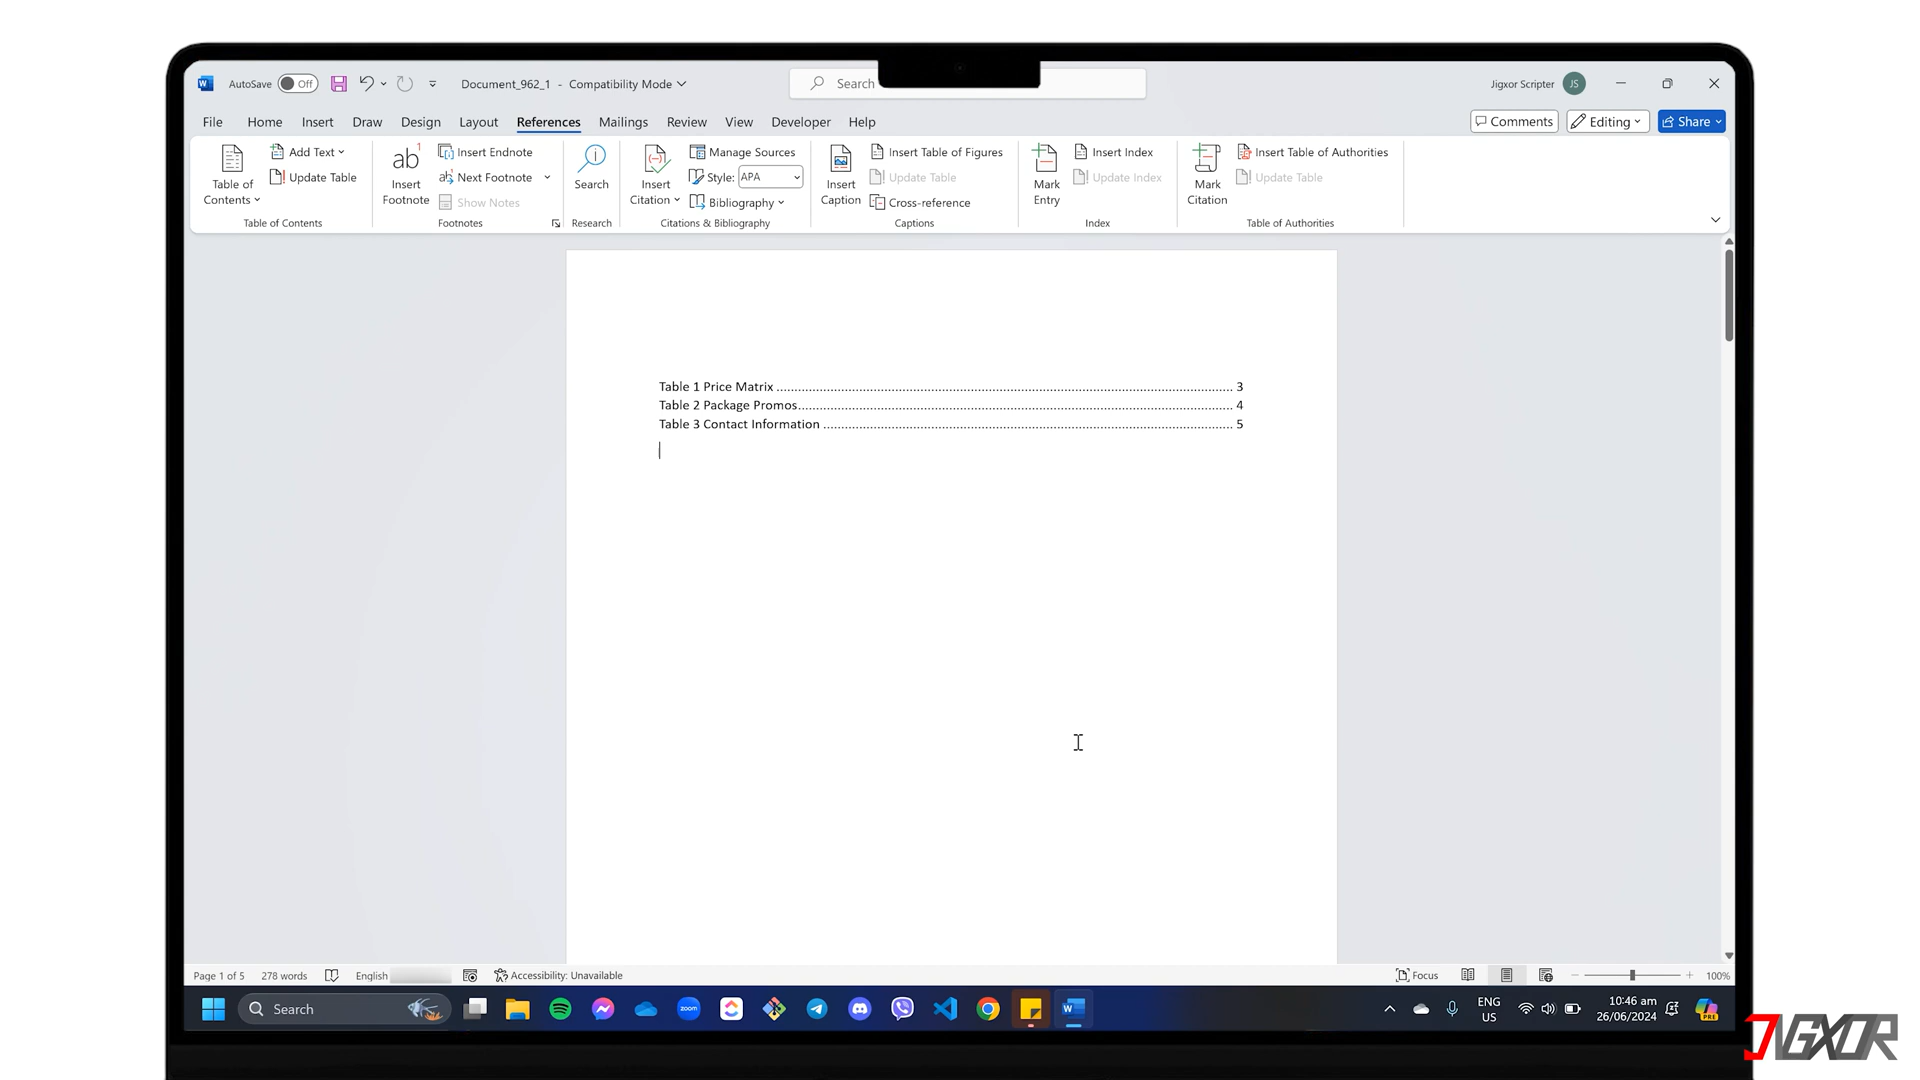 AutoSave Off Document_962_1 - Compatibility Mode Search Jigxor Scripter JS
File Home Insert Draw Design Layout References Mailings Review View Developer Help Comments Editing Share
Table of Contents
Add Text
Update Table
Table of Contents
ab 1
Insert Footnote
Insert Endnote
Next Footnote
Show Notes
Footnotes
Search
Research
Insert Citation
Manage Sources
Style: APA
Bibliography
Citations & Bibliography
Insert Caption
Insert Table of Figures
Update Table
Cross-reference
Captions
Mark Entry
Insert Index
Update Index
Index
Mark Citation
Insert Table of Authorities
Update Table
Table of Authorities
Table 1 Price Matrix ........ 3
Table 2 Package Promos........ 4
Table 3 Contact Information ........ 5
Page 1 of 5 278 words English Accessibility: Unavailable Focus 100%
Search zoom ENG US 10:46 am 26/06/2024 PRE
JIGXOR